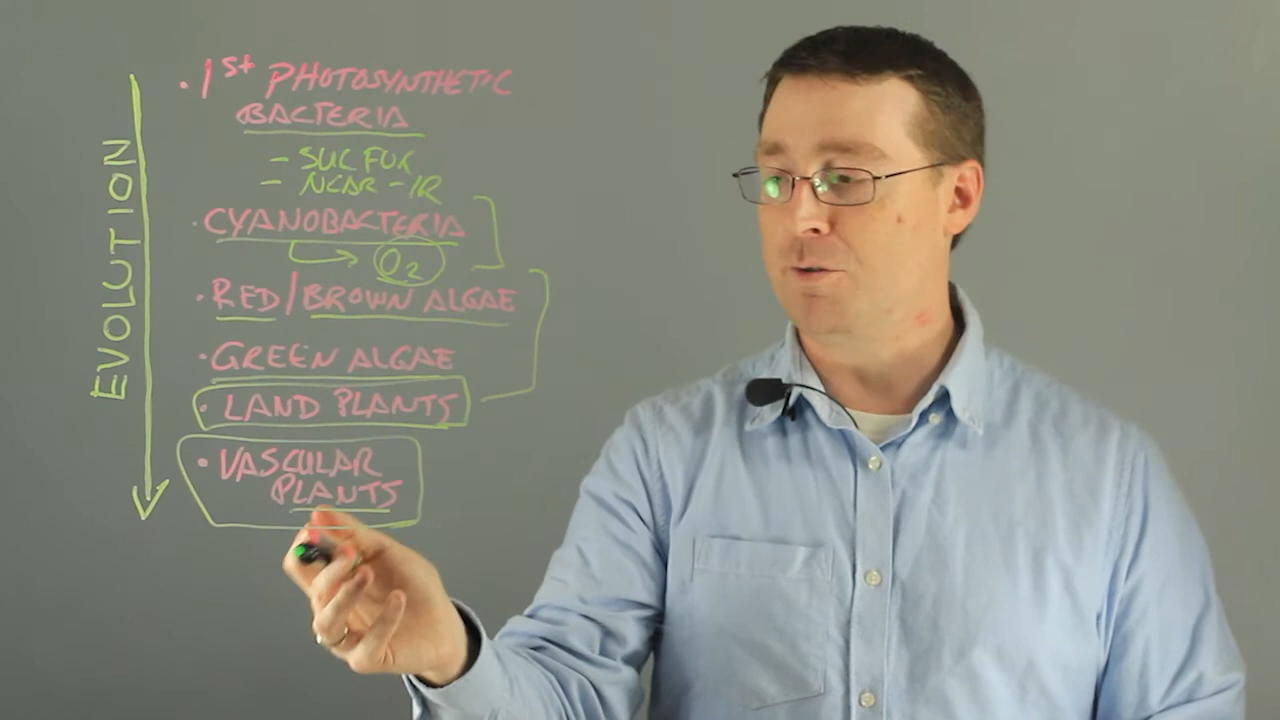 EVOLUTION
· 1st PHOTOSYNTHETIC
BACTERIA
- SULFUR
- NEAR-IR
· CYANOBACTERIA
O2
· RED/BROWN ALGAE
· GREEN ALGAE
· LAND PLANTS
· VASCULAR
PLANTS